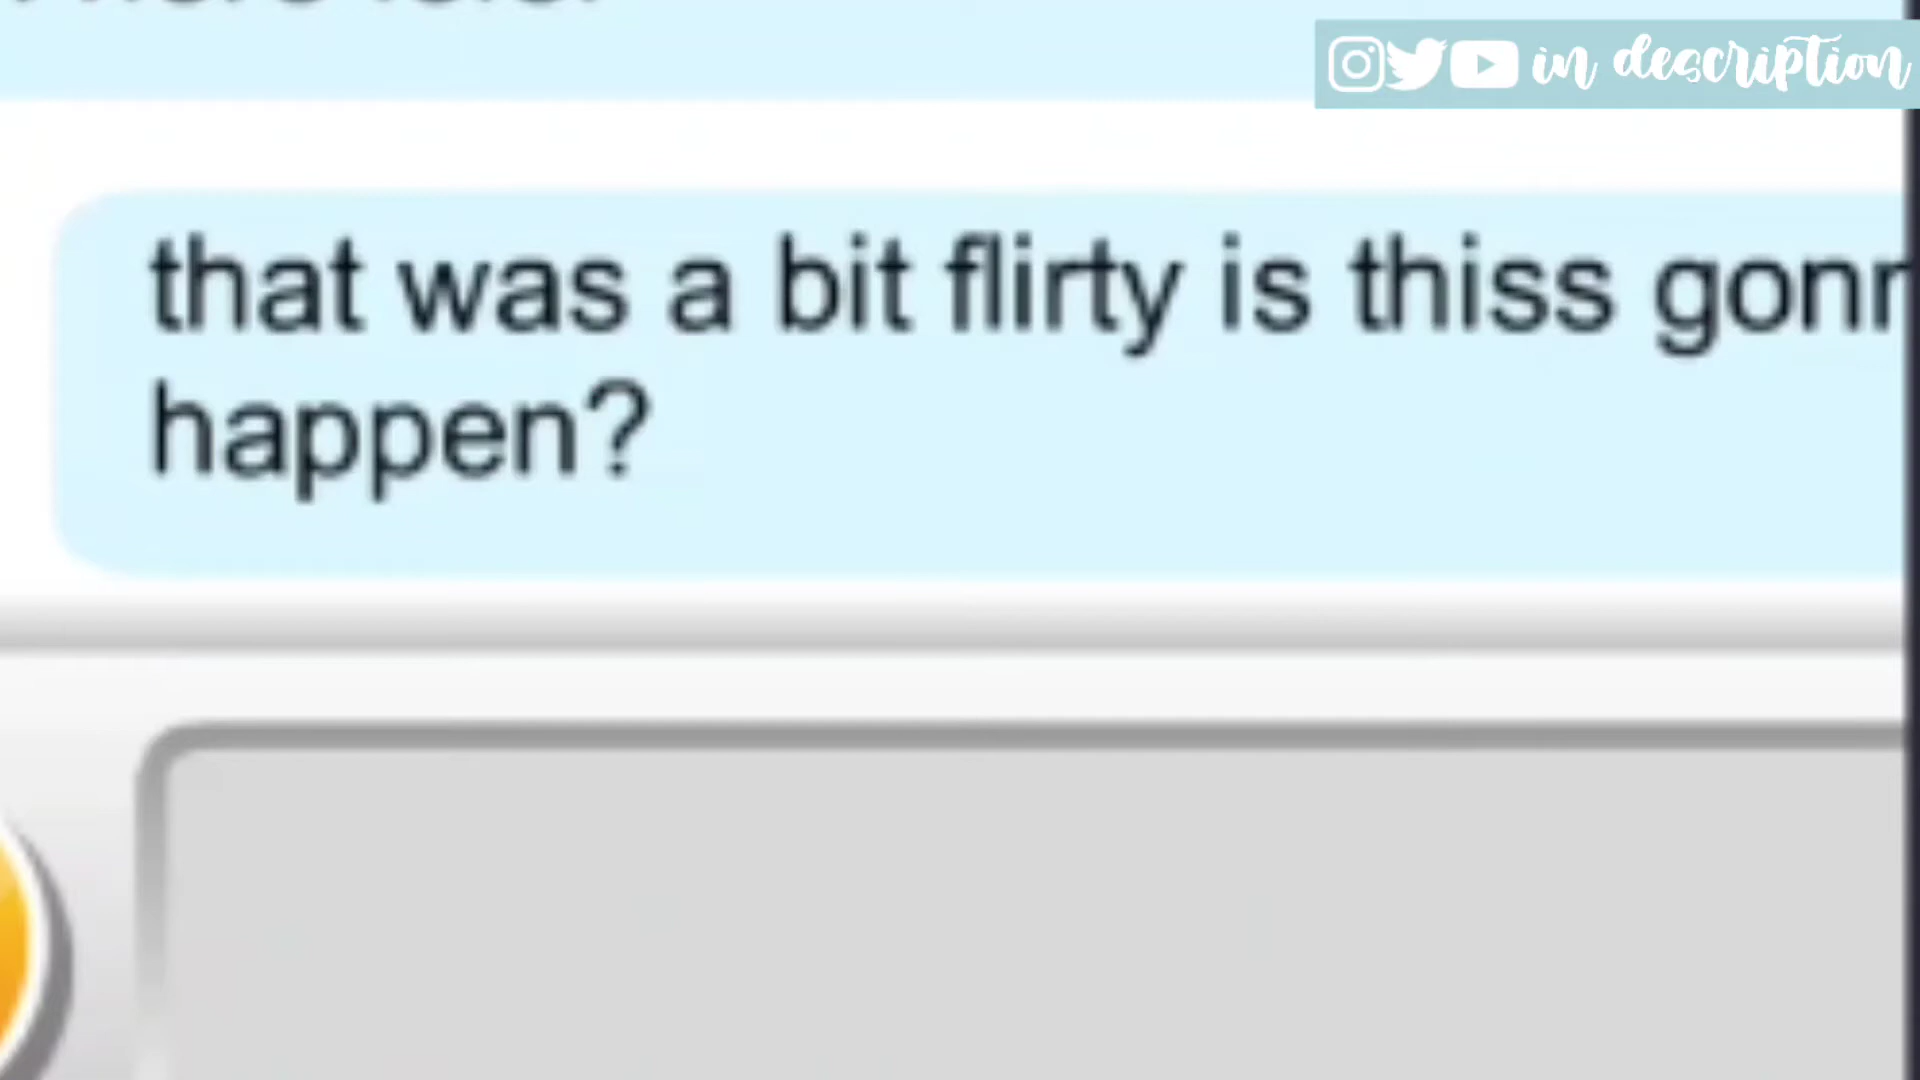 in description
that was a bit flirty is thiss
happen?